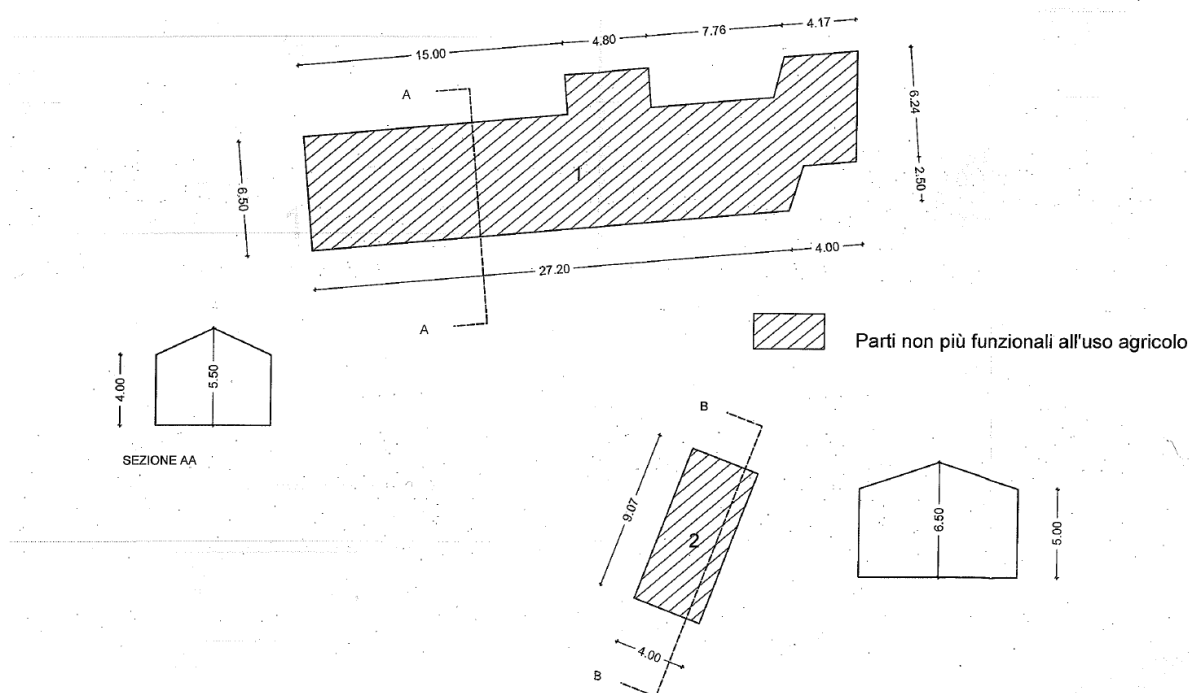 15.00
4.80
7.76
4.17
A
6.24
6.50
1
2.50
27.20
4.00
A
Parti non più funzionali all'uso agricolo
4.00
5.50
SEZIONE AA
B
9.07
2
6.50
5.00
4.00
B